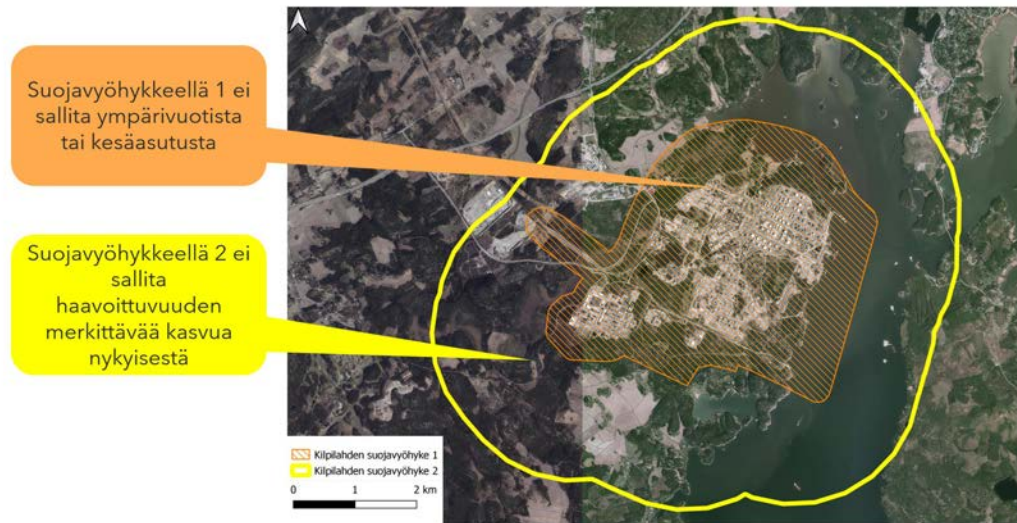 Suojavyöhykkeellä 1 ei
sallita ympärivuotista
tai kesäasutusta
Suojavyöhykkeellä 2 ei
sallita
haavoittuvuuden
merkittävää kasvua
nykyisestä
Kilpilahden suojavyöhyke 1
Kilpilahden suojavyöhyke 2
0 1 2 km